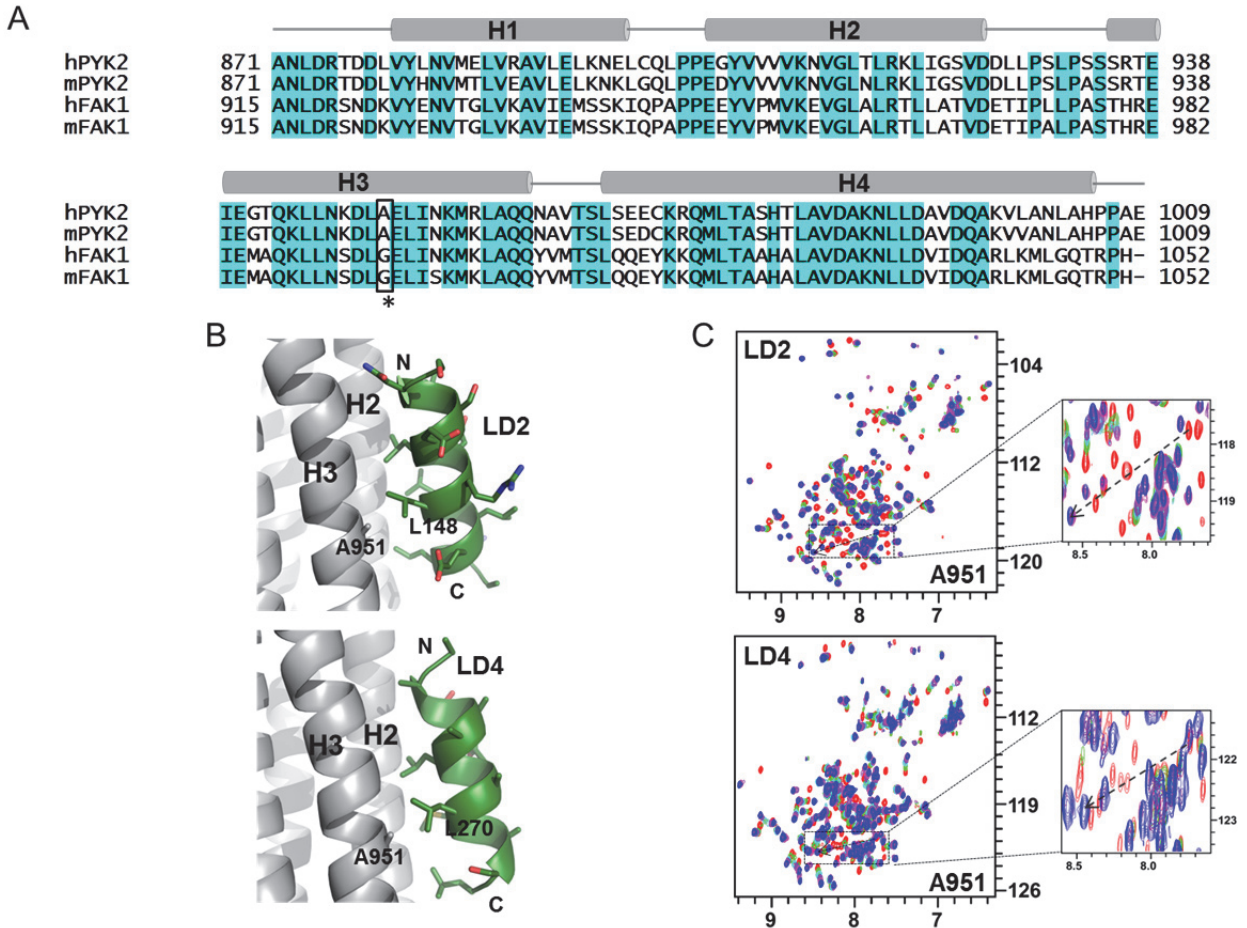 A
H1 H2
hPYK2 871 ANLDRTDDLVYLNVMELVRAVLELKNELCQLPPEGYVVVVKNVGLTLRKLIGSVDDLLPSLPSSSRTE 938
mPYK2 871 ANLDRTDDLVYHNVMTLVRAVLELKNKLGQLPPEDYVVVVKNVGLNLRKLIGSVDDLLPSLPASSRTE 938
hFAK1 915 ANLDRSNDKVYENVTGLVKAVIEMSSKIQPAPPEEYVPMVKEVGLALRTLLATVDETIPLLPASTHRE 982
mFAK1 915 ANLDRSNDKVYENVTGLVKAVIEMSSKIQPAPPEEYVPMVKEVGLALRTLLATVDETIPALPASTHRE 982
H3 H4
hPYK2 IEGTQKLLNKDLAELINKMRLAQQNAVTSLSEECKRQMLTASHTLAVDAKNLLDAVDQAKVLANLAHPPAE 1009
mPYK2 IEGTQKLLNKDLAELINKMRLAQQNAVTSLSEDCKRQMLTASHTLAVDAKNLLDAVDQAKVVANLAHPPAE 1009
hFAK1 IEMAQKLLNSDLGELINKMKLAQQYVMTSLQQEYKKQMLTAAHALAVDAKNLLDVIDQARLKMLGQTRPH- 1052
mFAK1 IEMAQKLLNSDLGELISKMKLAQQYVMTSLQQEYKKQMLTAAHALAVDAKNLLDVIDQARLKMLGQTRPH- 1052
*
B
N
H2
LD2
H3
L148
A951
C
N
LD4
H2
H3
L270
A951
C
C
LD2
104
112
120
A951
9 8 7
118
119
8.5 8.0
LD4
112
119
126
A951
9 8 7
122
123
8.5 8.0